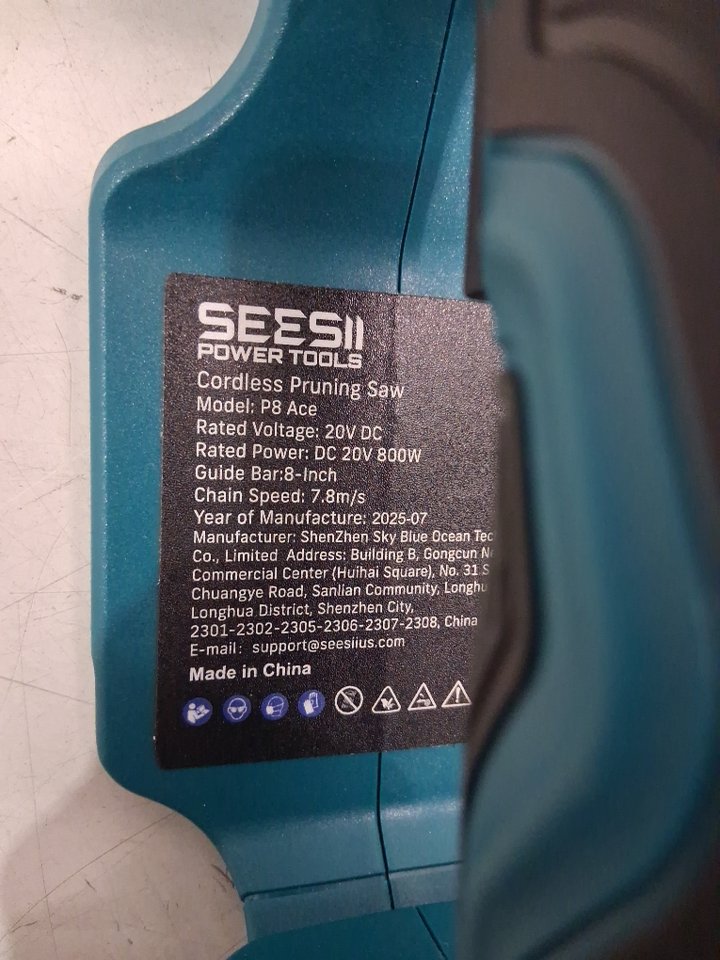 SEESII
POWER TOOLS
Cordless Pruning Saw
Model: P8 Ace
Rated Voltage: 20V DC
Rated Power: DC 20V 800W
Guide Bar:8-Inch
Chain Speed: 7.8m/s
Year of Manufacture: 2025-07
Manufacturer: ShenZhen Sky Blue Ocean
Co., Limited Address: Building B, Gongcun
Commercial Center (Huihai Square), No. 31
Chuangye Road, Sanlian Community,
Longhua District, Shenzhen City,
2301-2302-2305-2306-2307-2308, China
E-mail: support@seesiius.com
Made in China